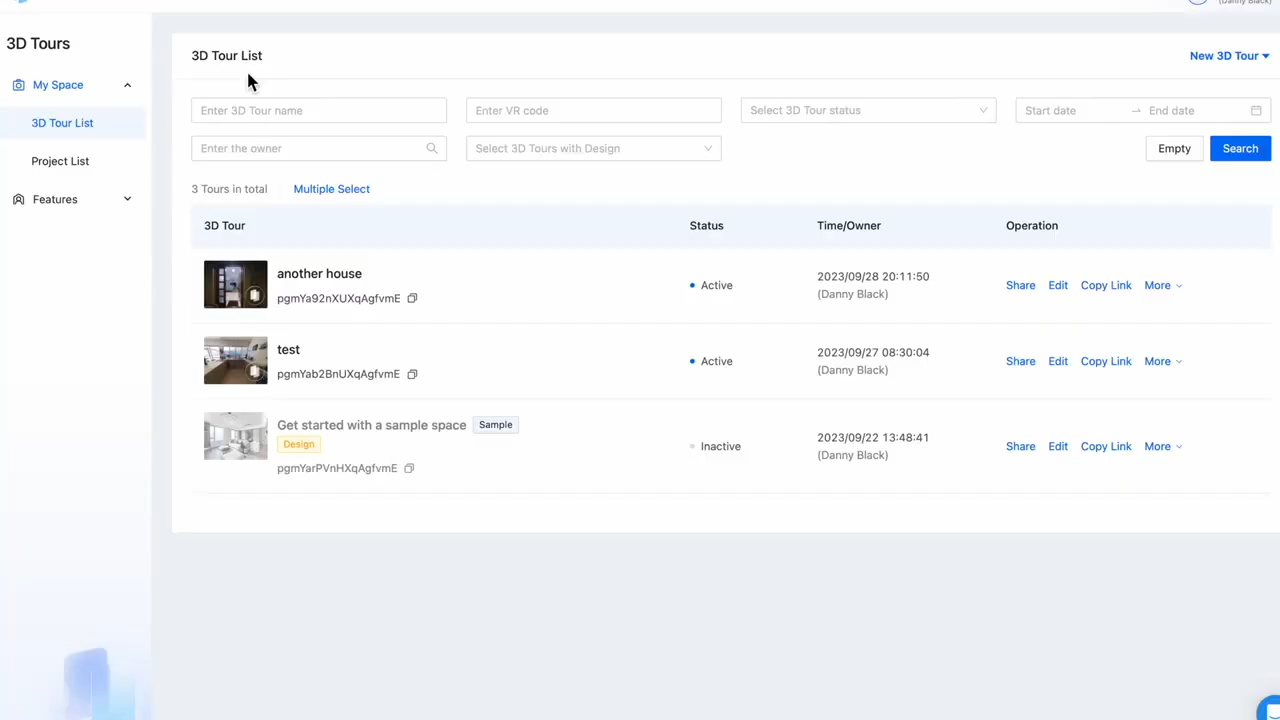 (Danny Black)
3D Tours
My Space
3D Tour List
Project List
Features
3D Tour List
New 3D Tour
Enter 3D Tour name
Enter VR code
Select 3D Tour status
Start date
End date
Enter the owner
Select 3D Tours with Design
Empty
Search
3 Tours in total
Multiple Select
3D Tour
Status
Time/Owner
Operation
another house
pgmYa92nXUXqAgfvmE
Active
2023/09/28 20:11:50
(Danny Black)
Share
Edit
Copy Link
More
test
pgmYab2BnUXqAgfvmE
Active
2023/09/27 08:30:04
(Danny Black)
Share
Edit
Copy Link
More
Get started with a sample space
Sample
Design
pgmYarPVnHXqAgfvmE
Inactive
2023/09/22 13:48:41
(Danny Black)
Share
Edit
Copy Link
More